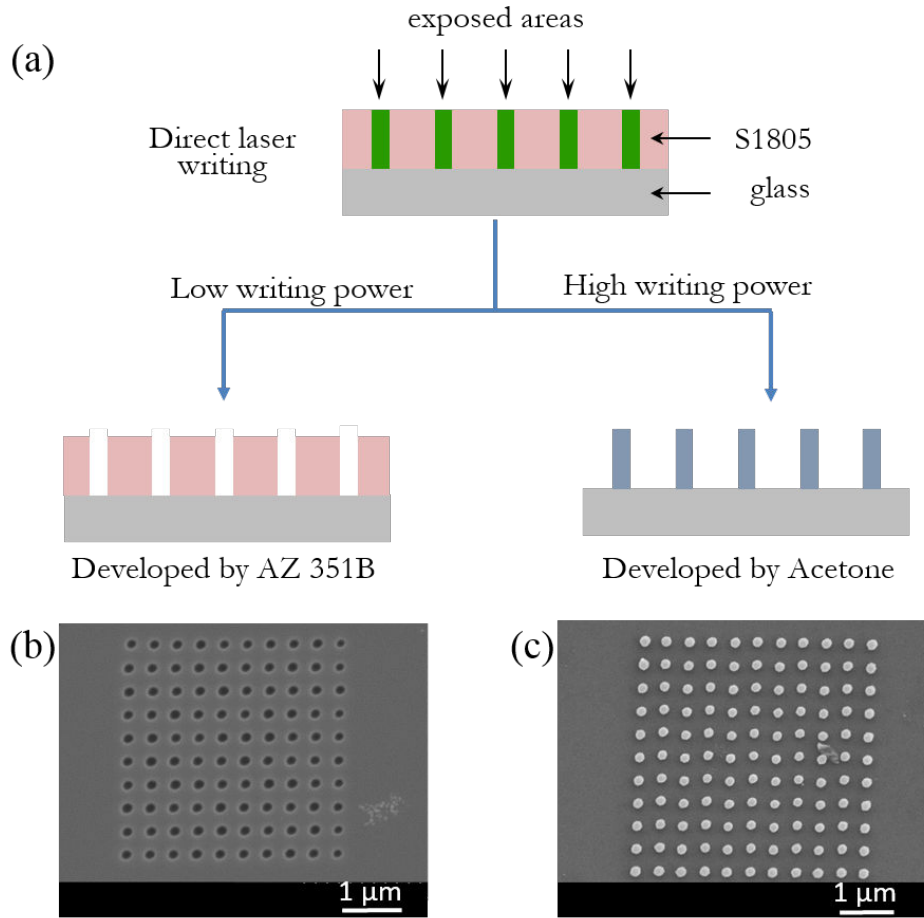 exposed areas
(a)
Direct laser
writing
S1805
glass
Low writing power
High writing power
Developed by AZ 351B
Developed by Acetone
(b)
(c)
1 μm
1 μm